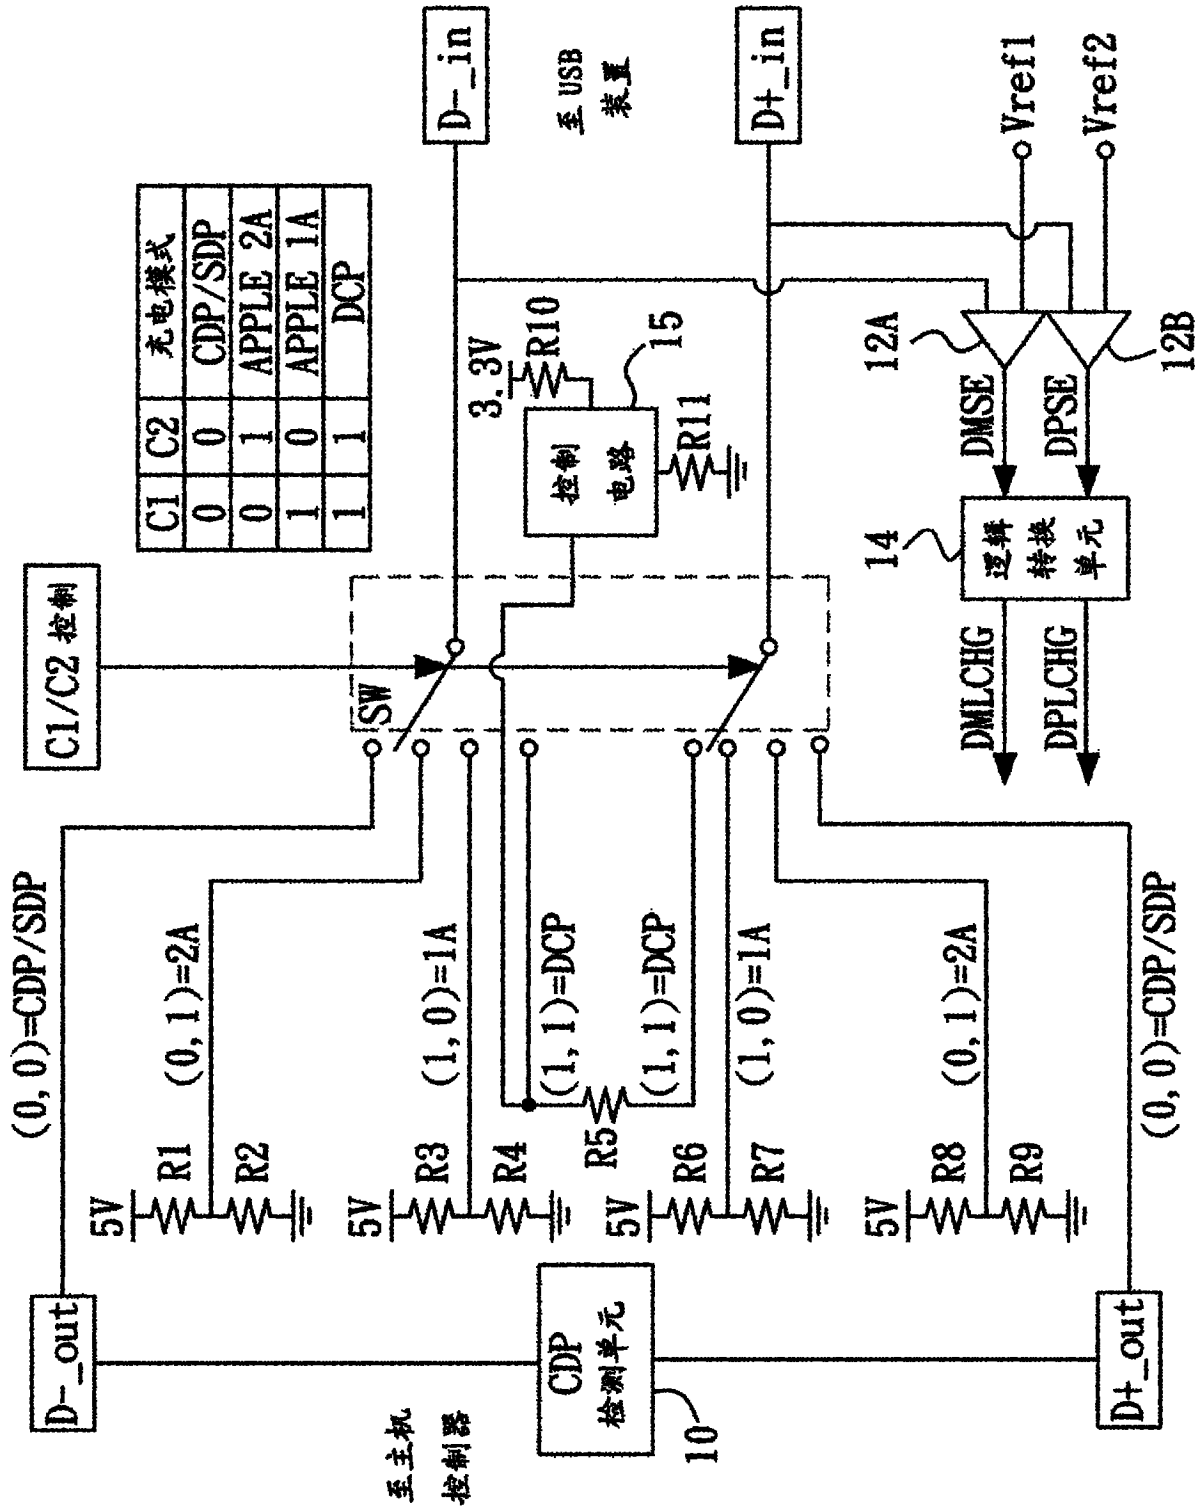 C1/C2 控制
C1 C2 充电模式
0 0 CDP/SDP
0 1 APPLE 2A
1 0 APPLE 1A
1 1 DCP
D-_out
至主机
控制器
CDP
检测单元
10
D+_out
(0,0)=CDP/SDP
5V
R1
R2
(0,1)=2A
5V
R3
R4
(1,0)=1A
(1,1)=DCP
R5
(1,1)=DCP
5V
R6
R7
(1,0)=1A
5V
R8
R9
(0,1)=2A
(0,0)=CDP/SDP
SW
3.3V
R10
控制
电路
15
R11
D-_in
至USB
装置
D+_in
Vref1
Vref2
12A
12B
DMSE
DPSE
14
逻辑
转换
单元
DMLCHG
DPLCHG